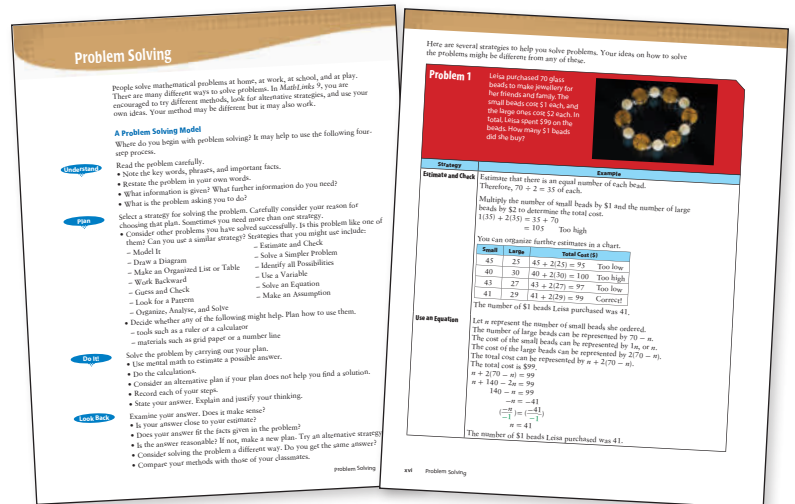 Problem Solving
People solve mathematical problems at home, at work, at school, and at play.
There are many different ways to solve problems. In MathLinks 9, you are
encouraged to try different methods, look for alternative strategies, and use your
own ideas. Your method may be different but it may also work.
A Problem Solving Model
Where do you begin with problem solving? It may help to use the following four-
step process.
Understand
Read the problem carefully.
• Note the key words, phrases, and important facts.
• Restate the problem in your own words.
• What information is given? What further information do you need?
• What is the problem asking you to do?
Plan
Select a strategy for solving the problem. Carefully consider your reason for
choosing that plan. Sometimes you need more than one strategy.
• Consider other problems you have solved successfully. Is this problem like one of
them? Can you use a similar strategy? Strategies that you might use include:
– Model It
– Draw a Diagram
– Make an Organized List or Table
– Work Backward
– Guess and Check
– Look for a Pattern
– Organize, Analyse, and Solve
– Estimate and Check
– Solve a Simpler Problem
– Identify all Possibilities
– Use a Variable
– Solve an Equation
– Make an Assumption
• Decide whether any of the following might help. Plan how to use them.
– tools such as a ruler or a calculator
– materials such as grid paper or a number line
Do It!
Solve the problem by carrying out your plan.
• Use mental math to estimate a possible answer.
• Do the calculations.
• Consider an alternative plan if your plan does not help you find a solution.
• Record each of your steps.
• State your answer. Explain and justify your thinking.
Look Back
Examine your answer. Does it make sense?
• Is your answer close to your estimate?
• Does your answer fit the facts given in the problem?
• Is the answer reasonable? If not, make a new plan. Try an alternative strategy
• Consider solving the problem a different way. Do you get the same answer?
• Compare your methods with those of your classmates.
Problem Solving
Here are several strategies to help you solve problems. Your ideas on how to solve
the problems might be different from any of these.
Problem 1
Leisa purchased 70 glass
beads to make jewellery for
her friends and family. The
small beads cost $1 each, and
the large ones cost $2 each. In
total, Leisa spent $99 on the
beads. How many $1 beads
did she buy?
Strategy Example
Estimate and Check
Estimate that there is an equal number of each bead.
Therefore, 70 ÷ 2 = 35 of each.
Multiply the number of small beads by $1 and the number of large
beads by $2 to determine the total cost.
1(35) + 2(35) = 35 + 70
= 105 Too high
You can organize further estimates in a chart.
Small Large Total Cost ($)
45 25 45 + 2(25) = 95 Too low
40 30 40 + 2(30) = 100 Too high
43 27 43 + 2(27) = 97 Too low
41 29 41 + 2(29) = 99 Correct!
The number of $1 beads Leisa purchased was 41.
Use an Equation
Let n represent the number of small beads she ordered.
The number of large beads can be represented by 70 – n.
The cost of the small beads can be represented by 1n, or n.
The cost of the large beads can be represented by 2(70 – n).
The total cost can be represented by n + 2(70 – n).
The total cost is $99.
n + 2(70 – n) = 99
n + 140 – 2n = 99
140 – n = 99
–n = –41
(–n/–1) = (–41/–1)
n = 41
The number of $1 beads Leisa purchased was 41.
xvi Problem Solving